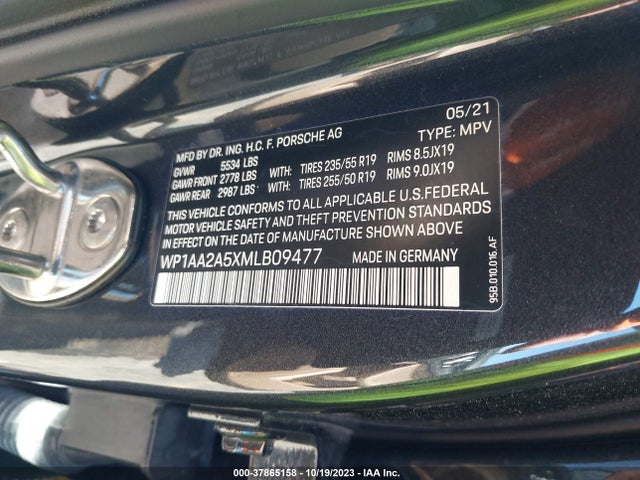 05/21
MFD BY DR. ING. H.C. F. PORSCHE AG TYPE: MPV
GVWR 5534 LBS
GAWR FRONT 2778 LBS WITH: TIRES 235/55 R19 RIMS 8.5JX19
GAWR REAR 2987 LBS WITH: TIRES 255/50 R19 RIMS 9.0JX19
THIS VEHICLE CONFORMS TO ALL APPLICABLE U.S.FEDERAL
MOTOR VEHICLE SAFETY AND THEFT PREVENTION STANDARDS
IN EFFECT ON THE DATE OF MANUFACTURE SHOWN ABOVE
WP1AA2A5XMLB09477 MADE IN GERMANY
95B.010.016.AF
000-37865158 - 10/19/2023 - IAA Inc.